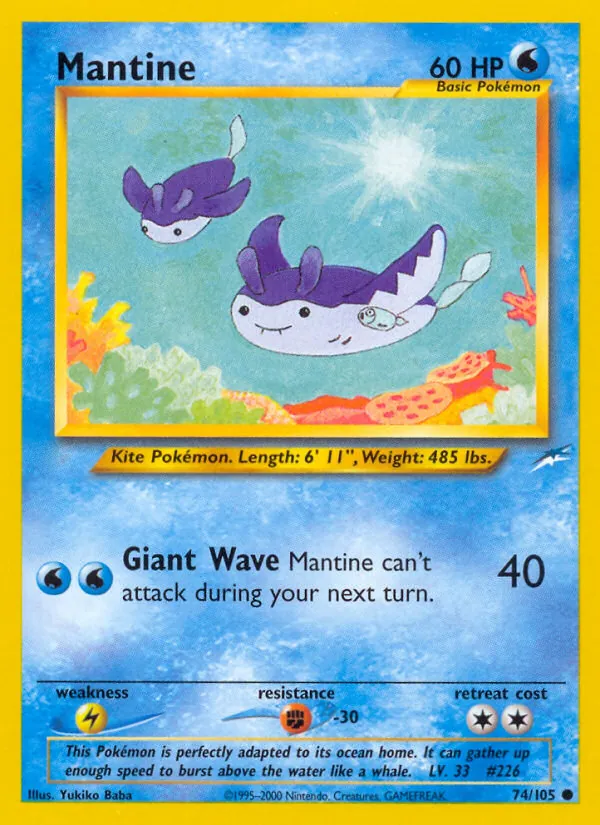 Mantine
60 HP
Basic Pokémon
Kite Pokémon. Length: 6' 11", Weight: 485 lbs.
Giant Wave Mantine can't 40
attack during your next turn.
weakness resistance retreat cost
-30
This Pokémon is perfectly adapted to its ocean home. It can gather up
enough speed to burst above the water like a whale. LV. 33 #226
Illus. Yukiko Baba ©1995–2000 Nintendo, Creatures, GAMEFREAK. 74/105